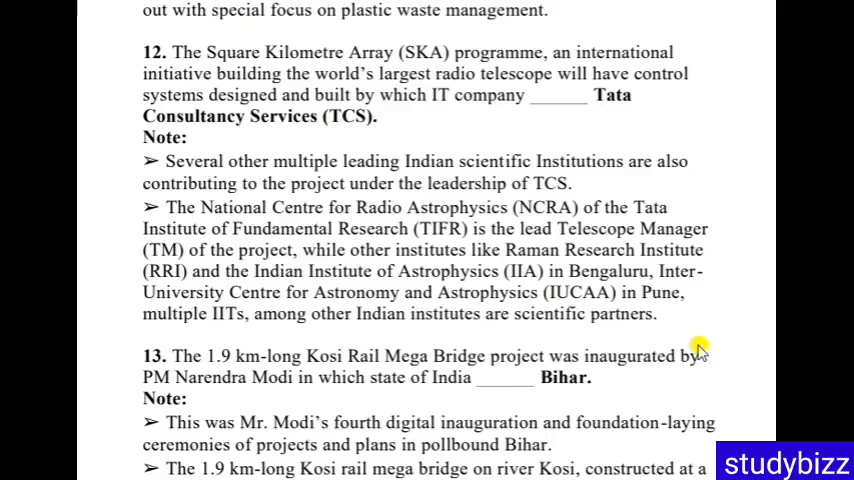 out with special focus on plastic waste management.
12. The Square Kilometre Array (SKA) programme, an international
initiative building the world's largest radio telescope will have control
systems designed and built by which IT company ______ Tata
Consultancy Services (TCS).
Note:
➢ Several other multiple leading Indian scientific Institutions are also
contributing to the project under the leadership of TCS.
➢ The National Centre for Radio Astrophysics (NCRA) of the Tata
Institute of Fundamental Research (TIFR) is the lead Telescope Manager
(TM) of the project, while other institutes like Raman Research Institute
(RRI) and the Indian Institute of Astrophysics (IIA) in Bengaluru, Inter-
University Centre for Astronomy and Astrophysics (IUCAA) in Pune,
multiple IITs, among other Indian institutes are scientific partners.
13. The 1.9 km-long Kosi Rail Mega Bridge project was inaugurated by
PM Narendra Modi in which state of India ______ Bihar.
Note:
➢ This was Mr. Modi's fourth digital inauguration and foundation-laying
ceremonies of projects and plans in pollbound Bihar.
➢ The 1.9 km-long Kosi rail mega bridge on river Kosi, constructed at a
studybizz